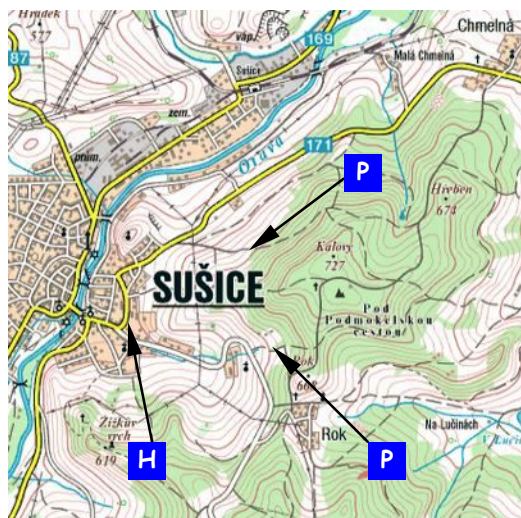 Hrádek
577
Chmelná
169
vap.
187
Sušice
Malá Chmelná
zem.
171
prům.
Otava
P
Hřeben
674
Kalovy
727
SUŠICE
Pod
Podmokelskou
cestou
Rok
Žižkův
vrch
619
Rok
Na Lučinách
H
P